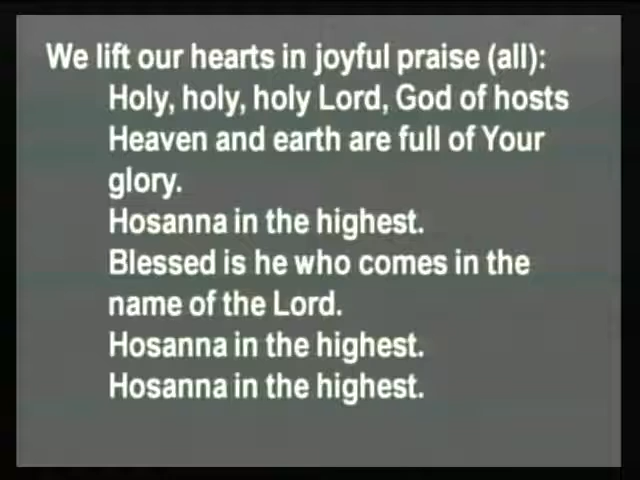 We lift our hearts in joyful praise (all):
Holy, holy, holy Lord, God of hosts
Heaven and earth are full of Your
glory.
Hosanna in the highest.
Blessed is he who comes in the
name of the Lord.
Hosanna in the highest.
Hosanna in the highest.